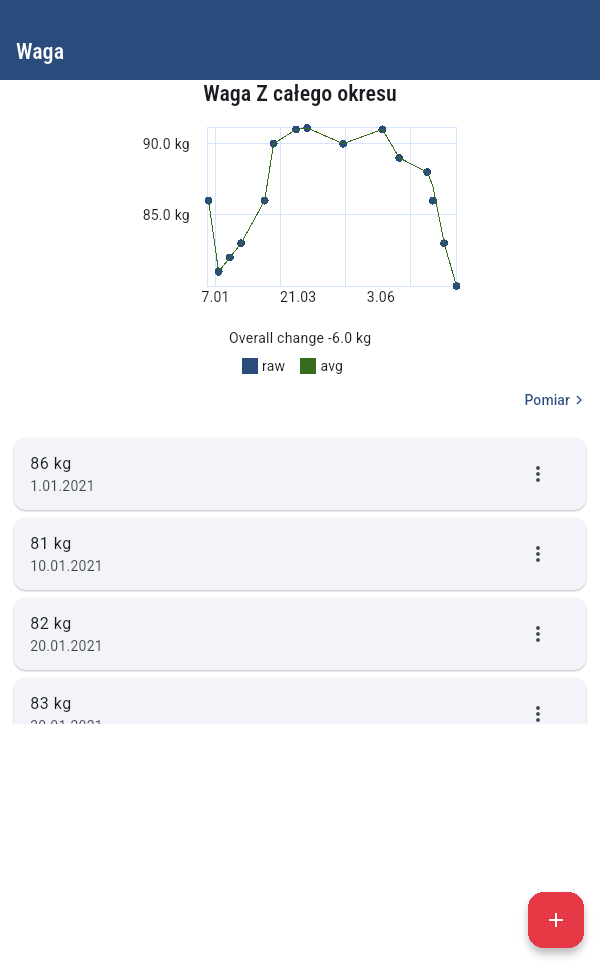 Waga
Waga Z całego okresu
90.0 kg
85.0 kg
7.01 21.03 3.06
Overall change -6.0 kg
raw avg
Pomiar
86 kg
1.01.2021
81 kg
10.01.2021
82 kg
20.01.2021
83 kg